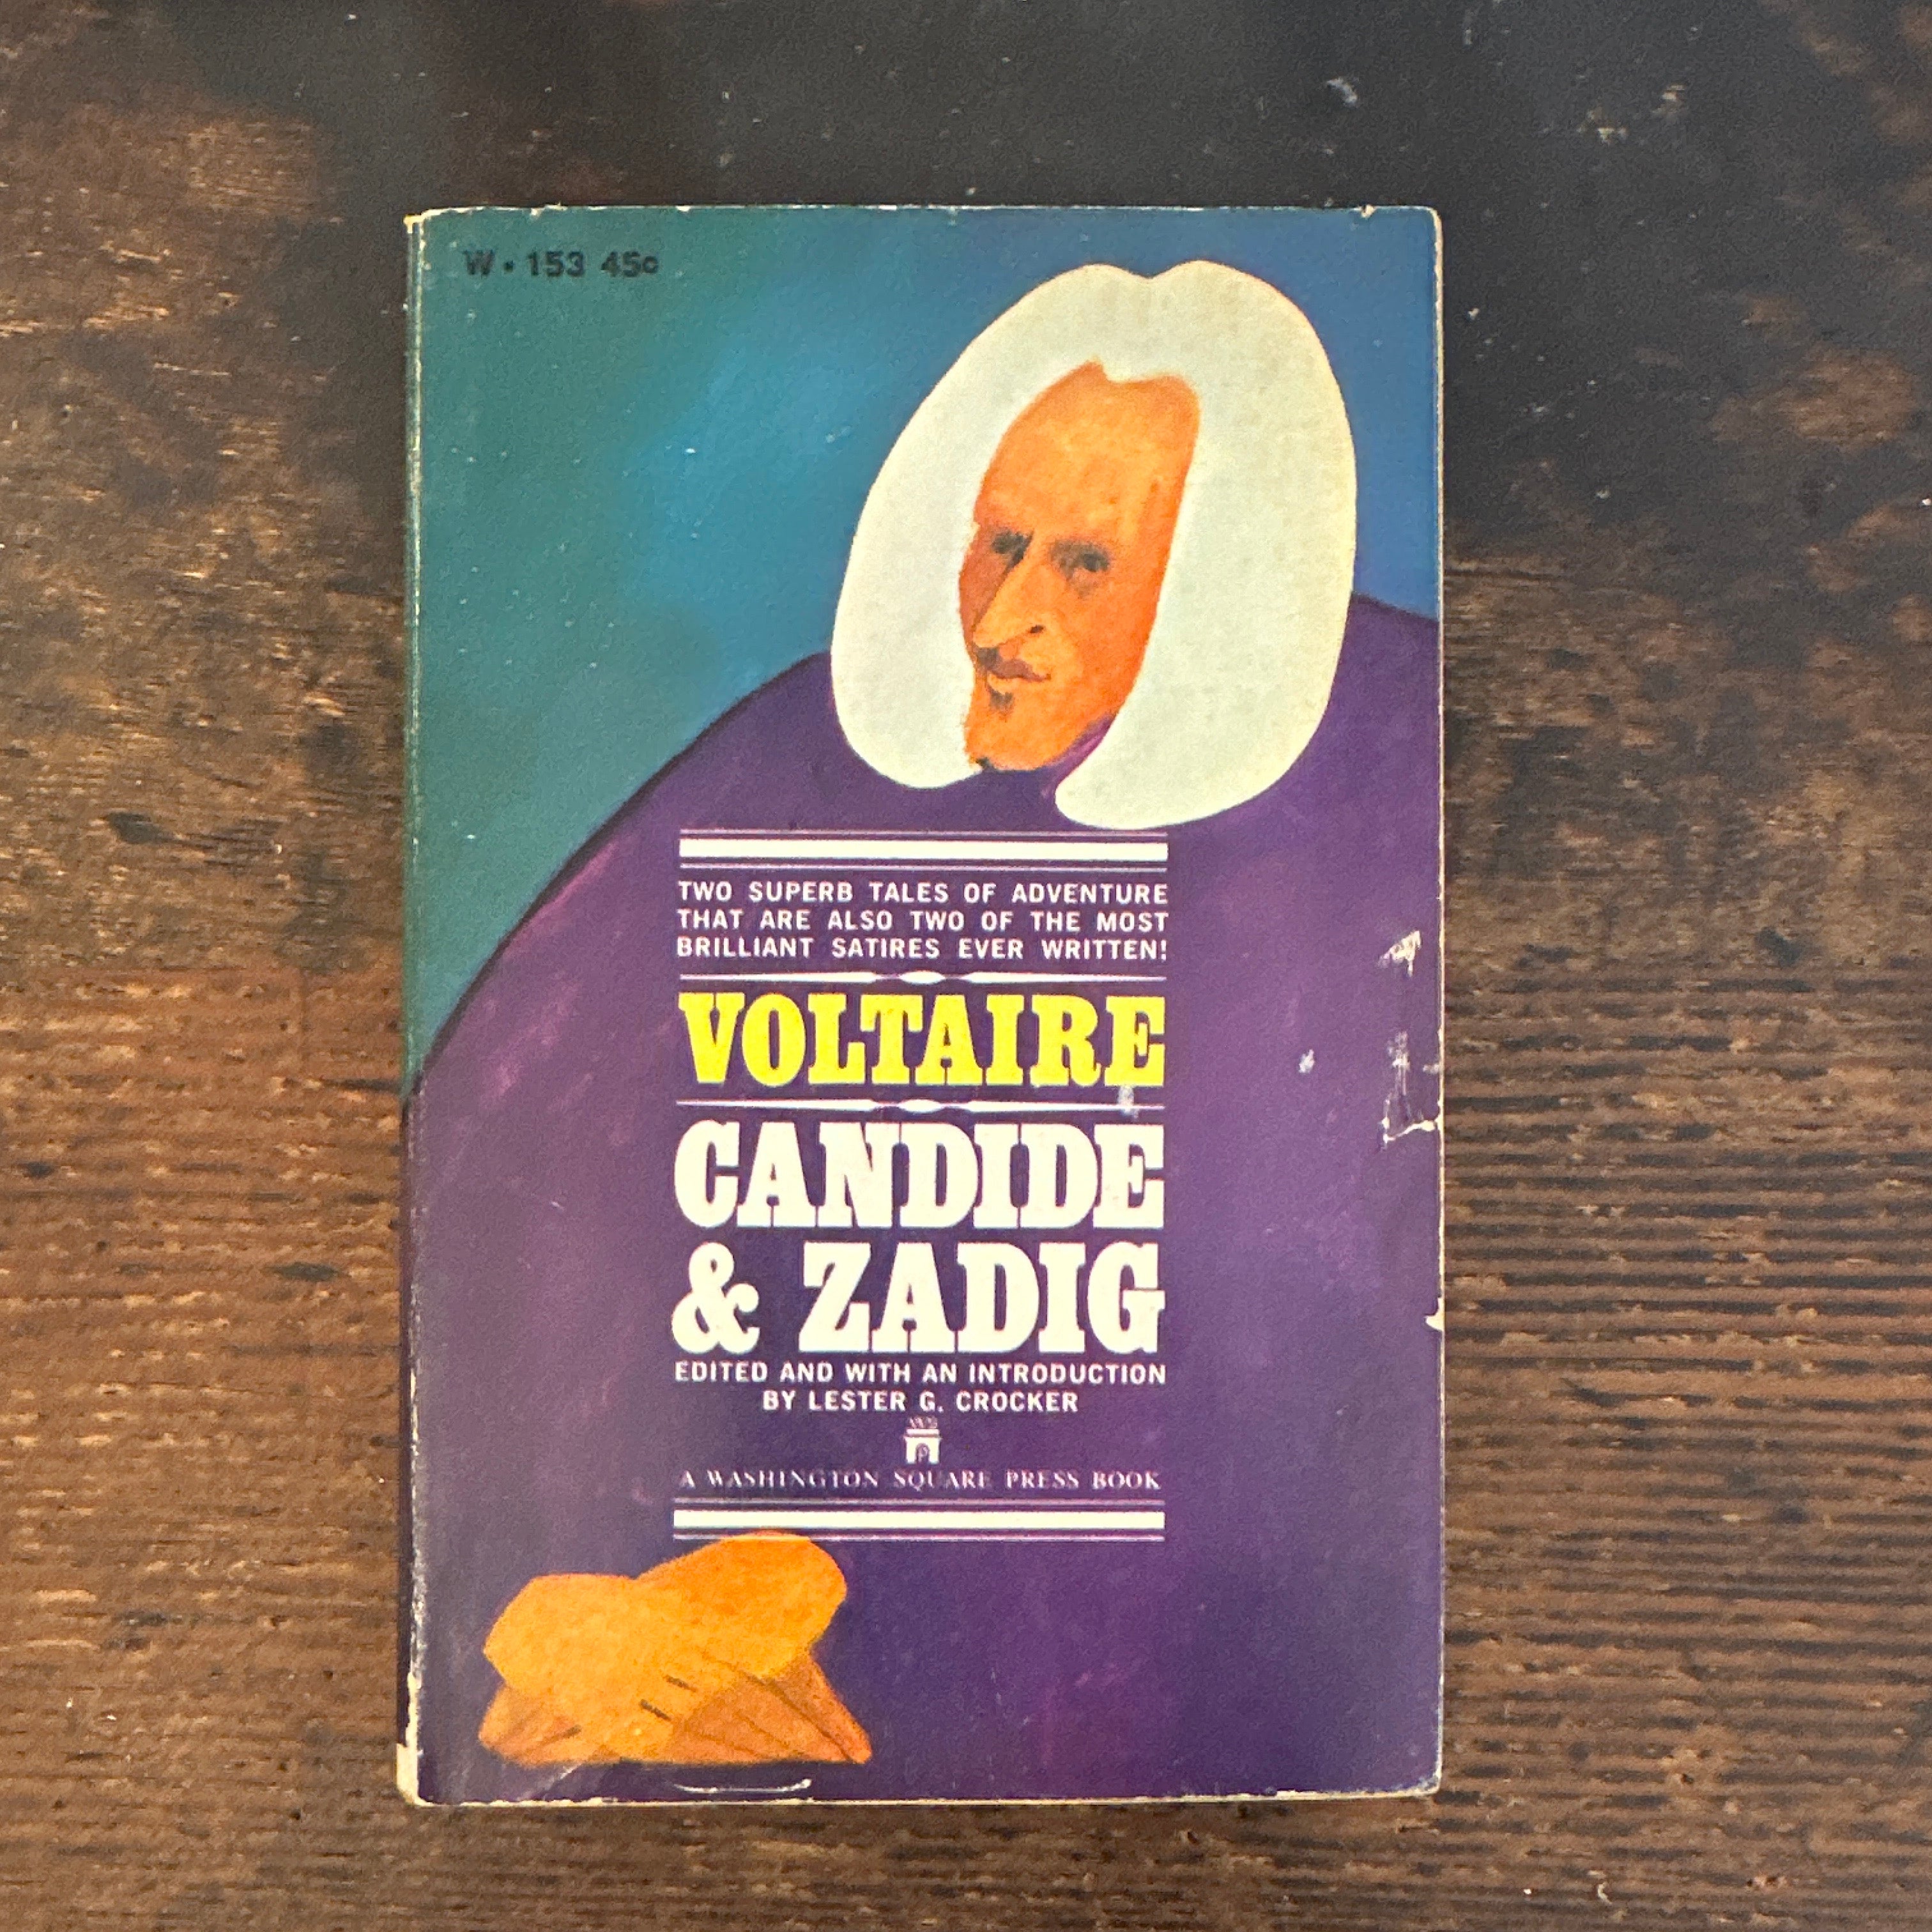 W • 153 45c
TWO SUPERB TALES OF ADVENTURE
THAT ARE ALSO TWO OF THE MOST
BRILLIANT SATIRES EVER WRITTEN!
VOLTAIRE
CANDIDE
& ZADIG
EDITED AND WITH AN INTRODUCTION
BY LESTER G. CROCKER
A WASHINGTON SQUARE PRESS BOOK